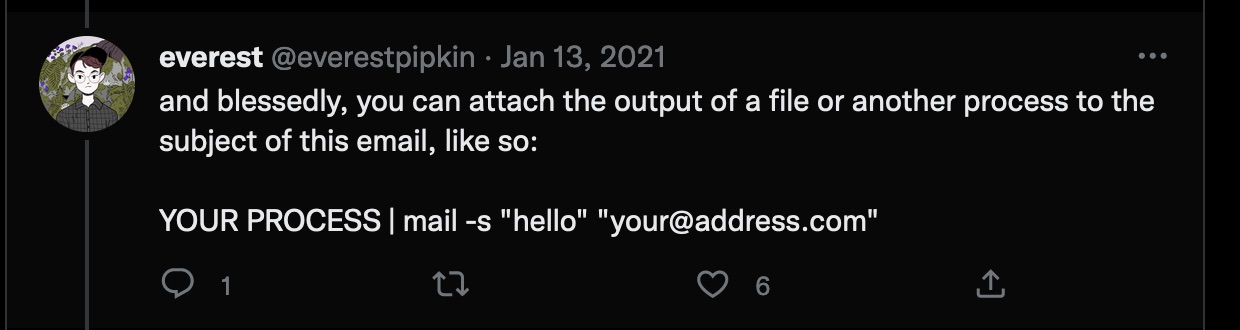 everest @everestpipkin · Jan 13, 2021
and blessedly, you can attach the output of a file or another process to the
subject of this email, like so:
YOUR PROCESS | mail -s "hello" "your@address.com"
1 6